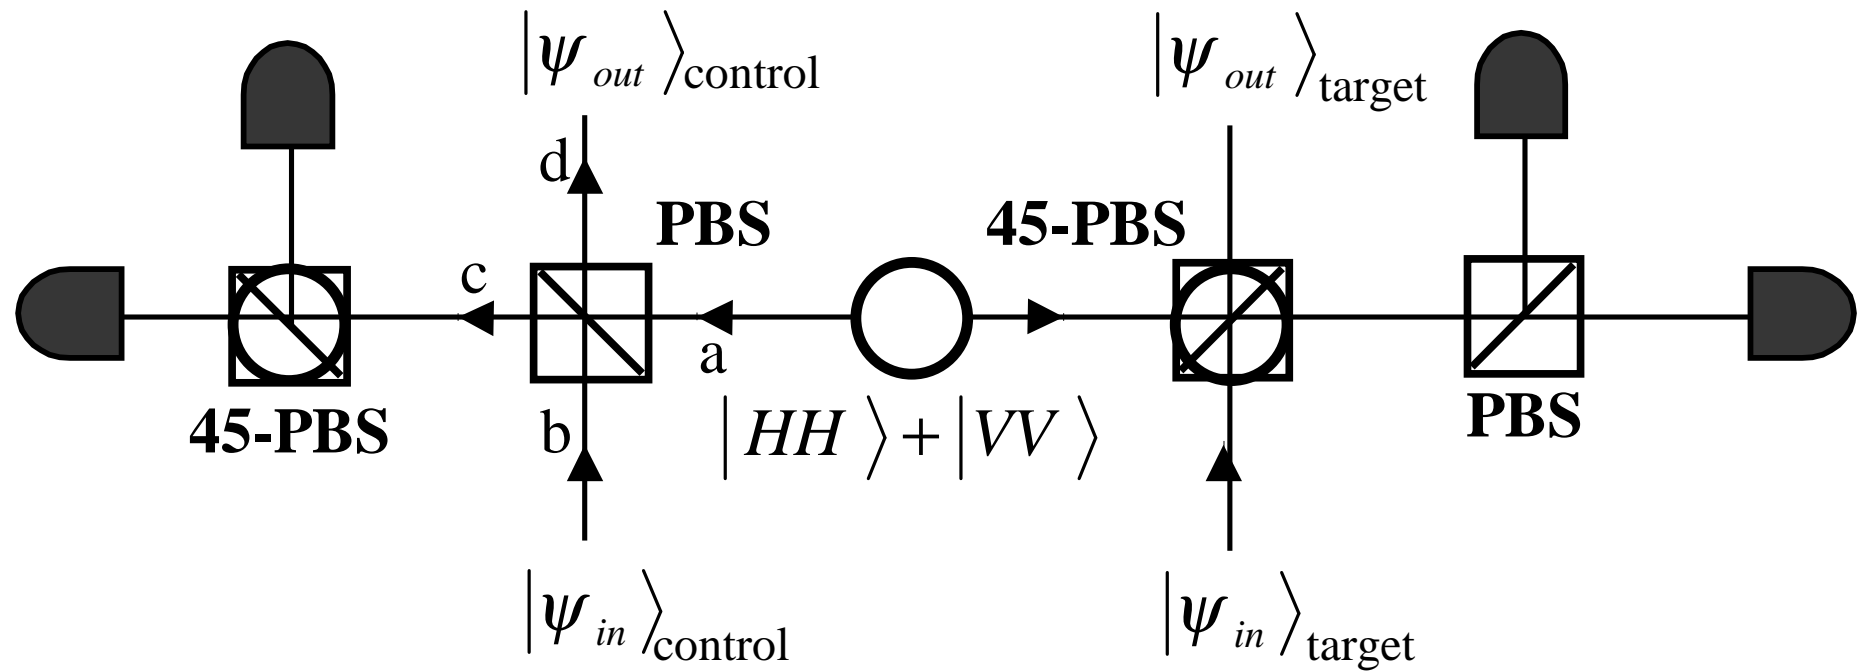 |ψ_out⟩_control |ψ_out⟩_target
d
PBS 45-PBS
c
a
45-PBS b |HH⟩+|VV⟩ PBS
|ψ_in⟩_control |ψ_in⟩_target